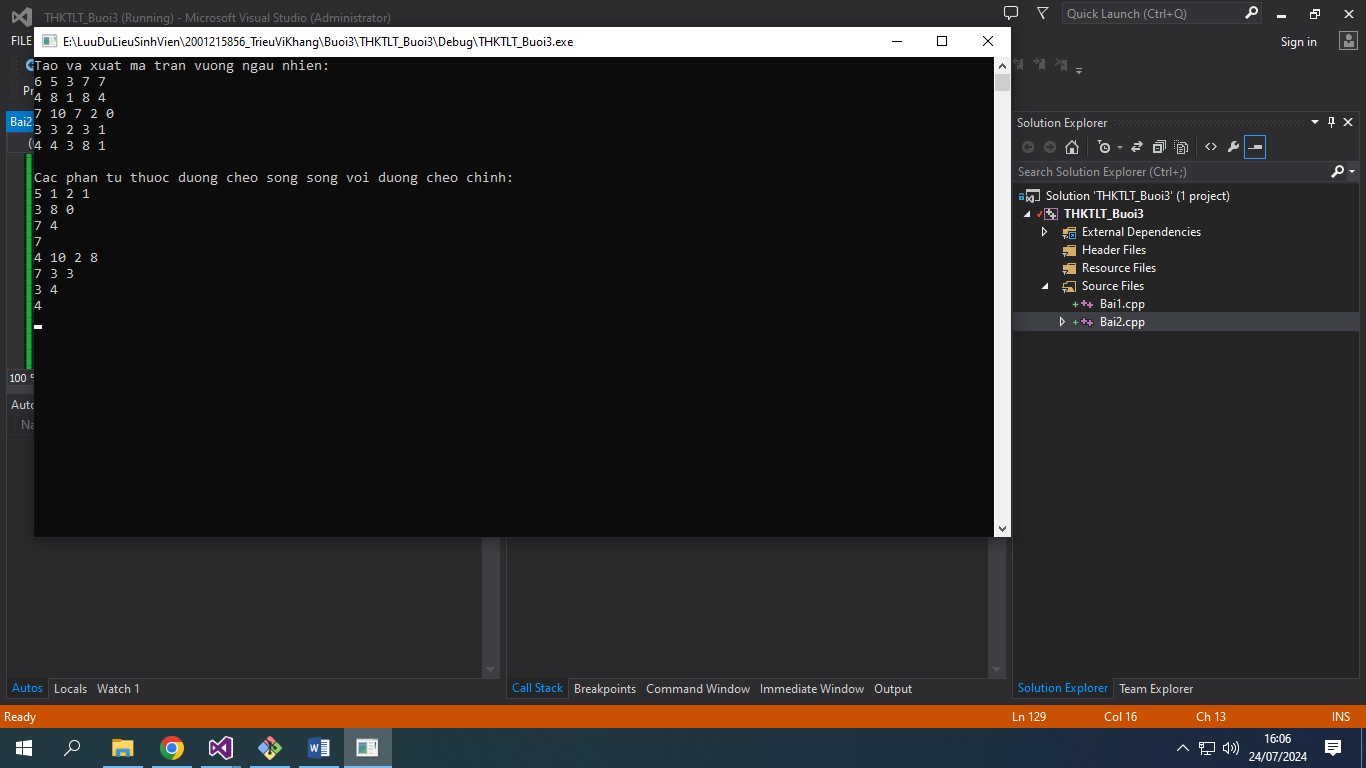 THKTLT_Buoi3 (Running) - Microsoft Visual Studio (Administrator)
Quick Launch (Ctrl+Q)
FILE
Sign in
E:\LuuDuLieuSinhVien\2001215856_TrieuViKhang\Buoi3\THKTLT_Buoi3\Debug\THKTLT_Buoi3.exe
Tao va xuat ma tran vuong ngau nhien:
6 5 3 7 7
4 8 1 8 4
7 10 7 2 0
3 3 2 3 1
4 4 3 8 1
Cac phan tu thuoc duong cheo song song voi duong cheo chinh:
5 1 2 1
3 8 0
7 4
7
4 10 2 8
7 3 3
3 4
4
Bai2
100 %
Solution Explorer
Search Solution Explorer (Ctrl+;)
Solution 'THKTLT_Buoi3' (1 project)
THKTLT_Buoi3
External Dependencies
Header Files
Resource Files
Source Files
Bai1.cpp
Bai2.cpp
Autos
Locals
Watch 1
Call Stack
Breakpoints
Command Window
Immediate Window
Output
Solution Explorer
Team Explorer
Ready
Ln 129
Col 16
Ch 13
INS
16:06
24/07/2024